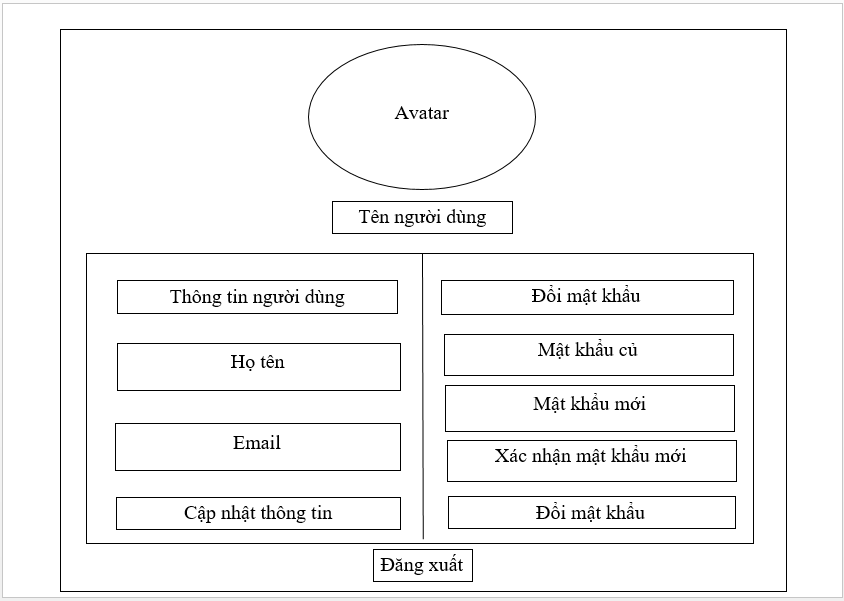 Avatar
Tên người dùng
Thông tin người dùng
Họ tên
Email
Cập nhật thông tin
Đổi mật khẩu
Mật khẩu củ
Mật khẩu mới
Xác nhận mật khẩu mới
Đổi mật khẩu
Đăng xuất